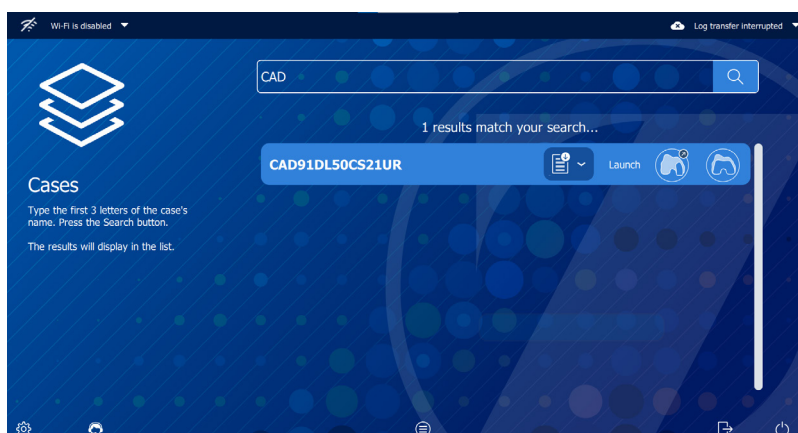 Wi-Fi is disabled
Log transfer interrupted
CAD
1 results match your search...
CAD91DL50CS21UR
Launch
Cases
Type the first 3 letters of the case's
name. Press the Search button.
The results will display in the list.